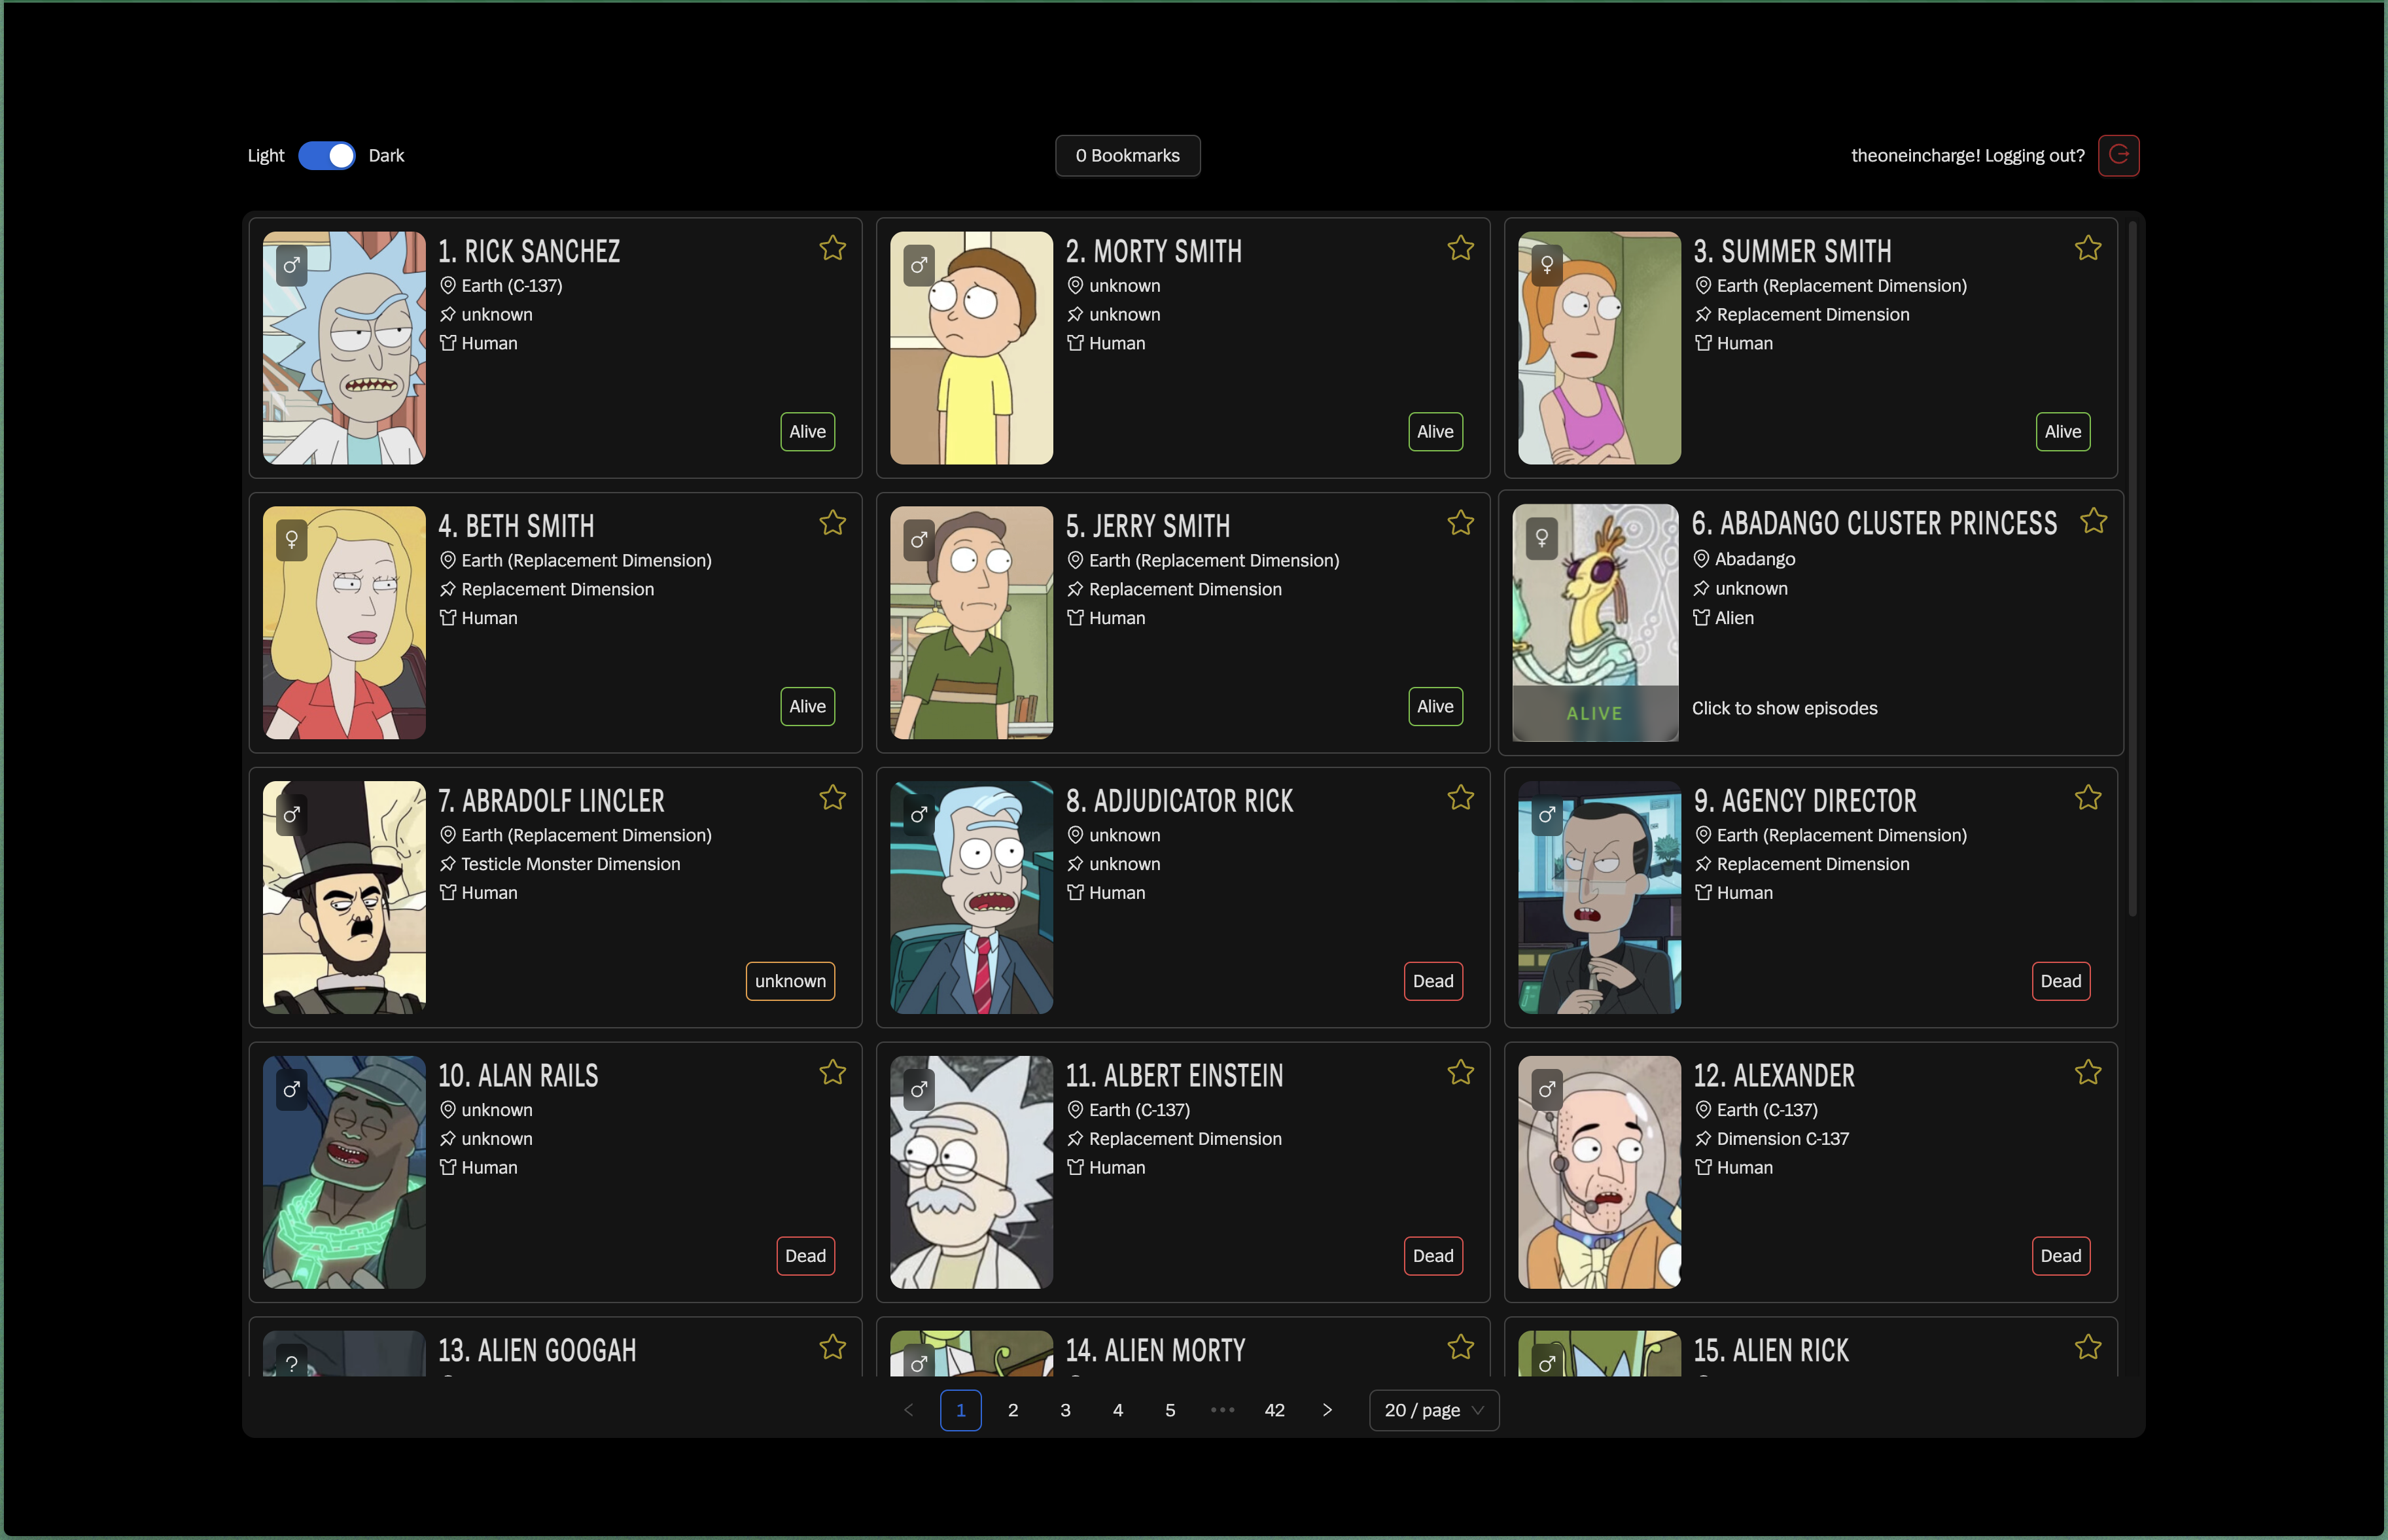 Light Dark
0 Bookmarks
theoneincharge! Logging out?
1. RICK SANCHEZ
Earth (C-137)
unknown
Human
Alive
2. MORTY SMITH
unknown
unknown
Human
Alive
3. SUMMER SMITH
Earth (Replacement Dimension)
Replacement Dimension
Human
Alive
4. BETH SMITH
Earth (Replacement Dimension)
Replacement Dimension
Human
Alive
5. JERRY SMITH
Earth (Replacement Dimension)
Replacement Dimension
Human
Alive
6. ABADANGO CLUSTER PRINCESS
Abadango
unknown
Alien
Click to show episodes
ALIVE
7. ABRADOLF LINCLER
Earth (Replacement Dimension)
Testicle Monster Dimension
Human
unknown
8. ADJUDICATOR RICK
unknown
unknown
Human
Dead
9. AGENCY DIRECTOR
Earth (Replacement Dimension)
Replacement Dimension
Human
Dead
10. ALAN RAILS
unknown
unknown
Human
Dead
11. ALBERT EINSTEIN
Earth (C-137)
Replacement Dimension
Human
Dead
12. ALEXANDER
Earth (C-137)
Dimension C-137
Human
Dead
?
13. ALIEN GOOGAH
14. ALIEN MORTY
15. ALIEN RICK
< 1 2 3 4 5 ••• 42 > 20 / page